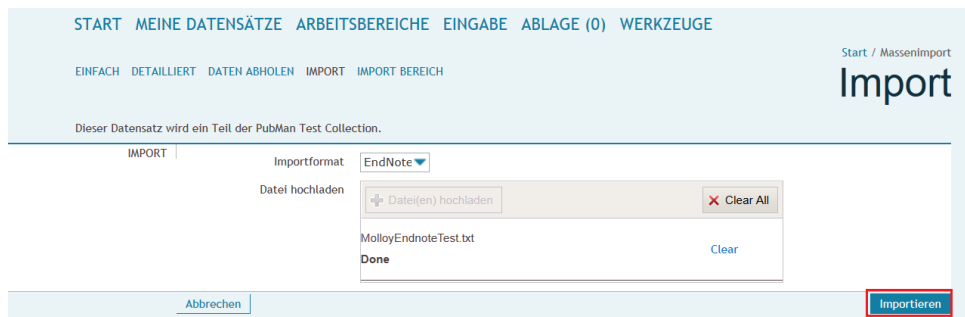 START MEINE DATENSÄTZE ARBEITSBEREICHE EINGABE ABLAGE (0) WERKZEUGE
Start / Massenimport
EINFACH DETAILLIERT DATEN ABHOLEN IMPORT IMPORT BEREICH
Import
Dieser Datensatz wird ein Teil der PubMan Test Collection.
IMPORT
Importformat EndNote
Datei hochladen
Datei(en) hochladen Clear All
MolloyEndnoteTest.txt
Clear
Done
Abbrechen Importieren